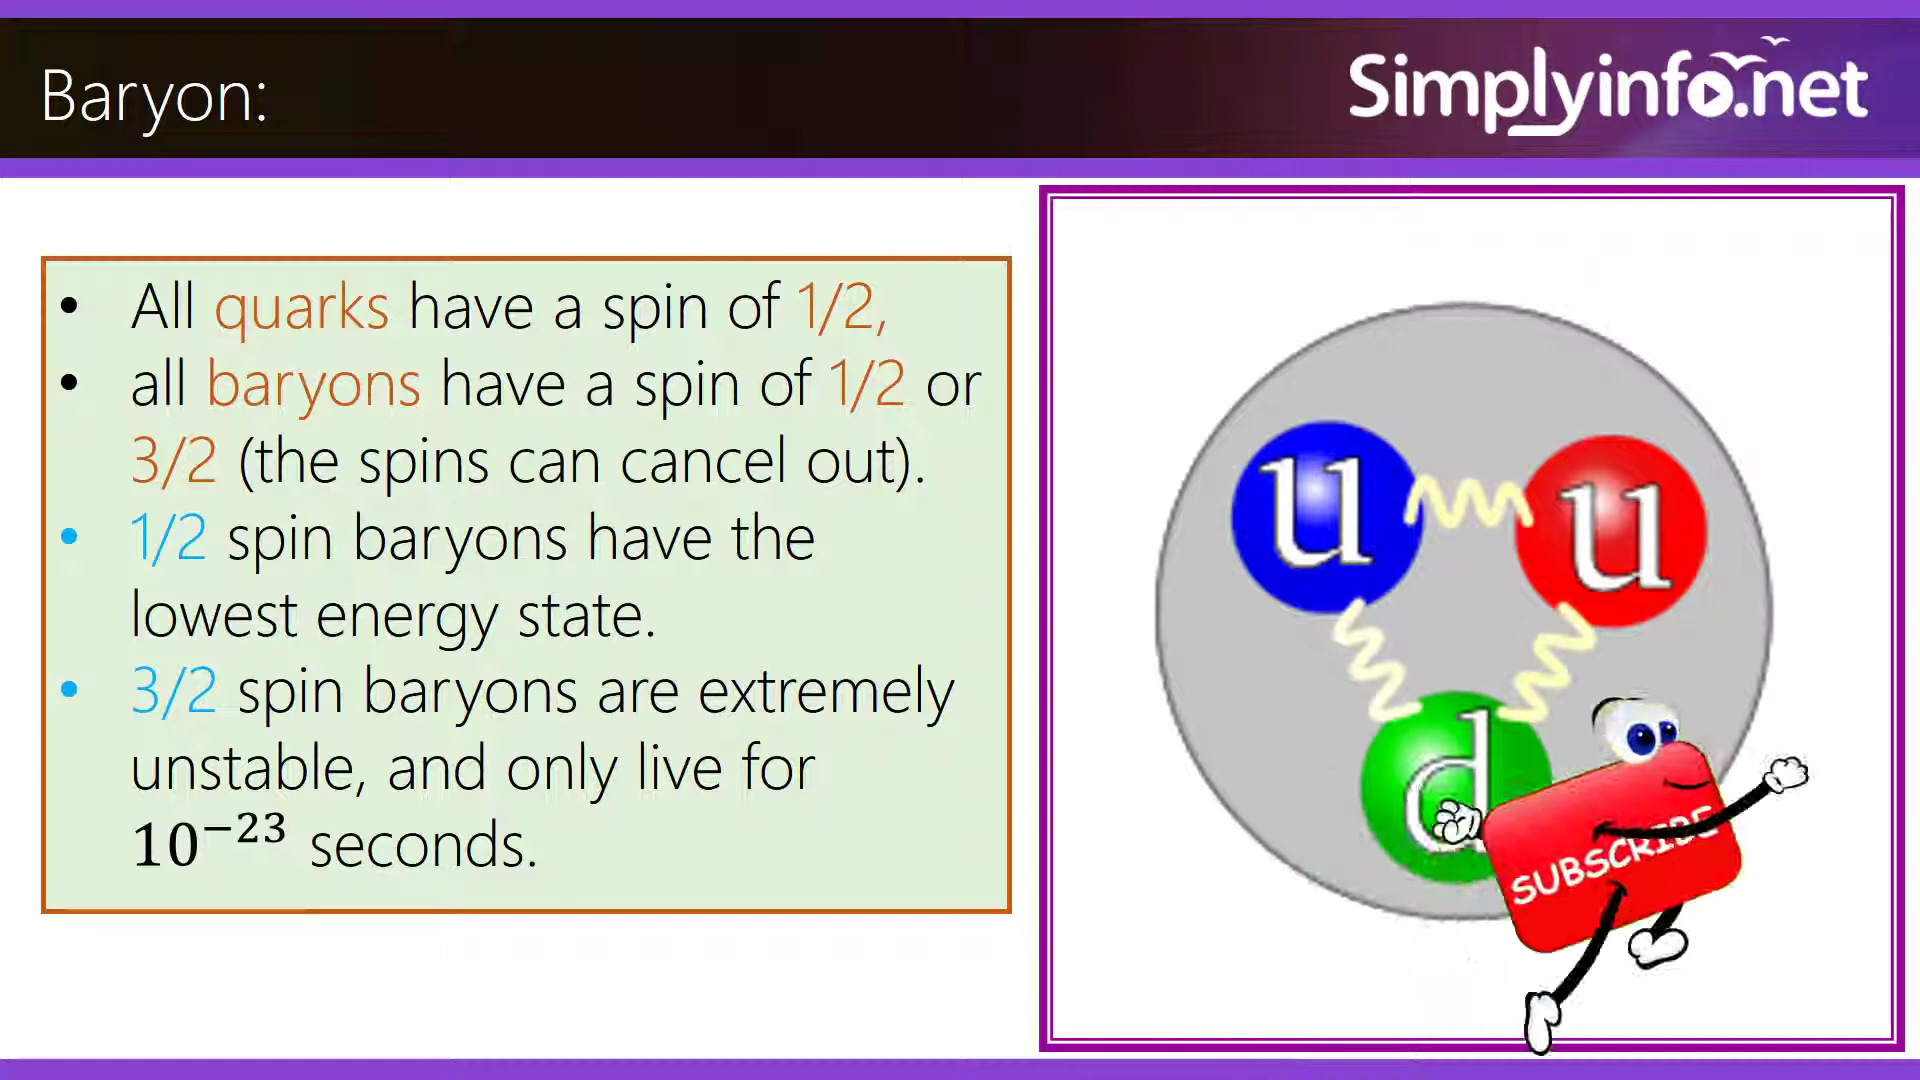 Baryon:
Simplyinfo.net
• All quarks have a spin of 1/2,
• all baryons have a spin of 1/2 or
3/2 (the spins can cancel out).
• 1/2 spin baryons have the
lowest energy state.
• 3/2 spin baryons are extremely
unstable, and only live for
10⁻²³ seconds.
u
u
d
SUBSCRIBE